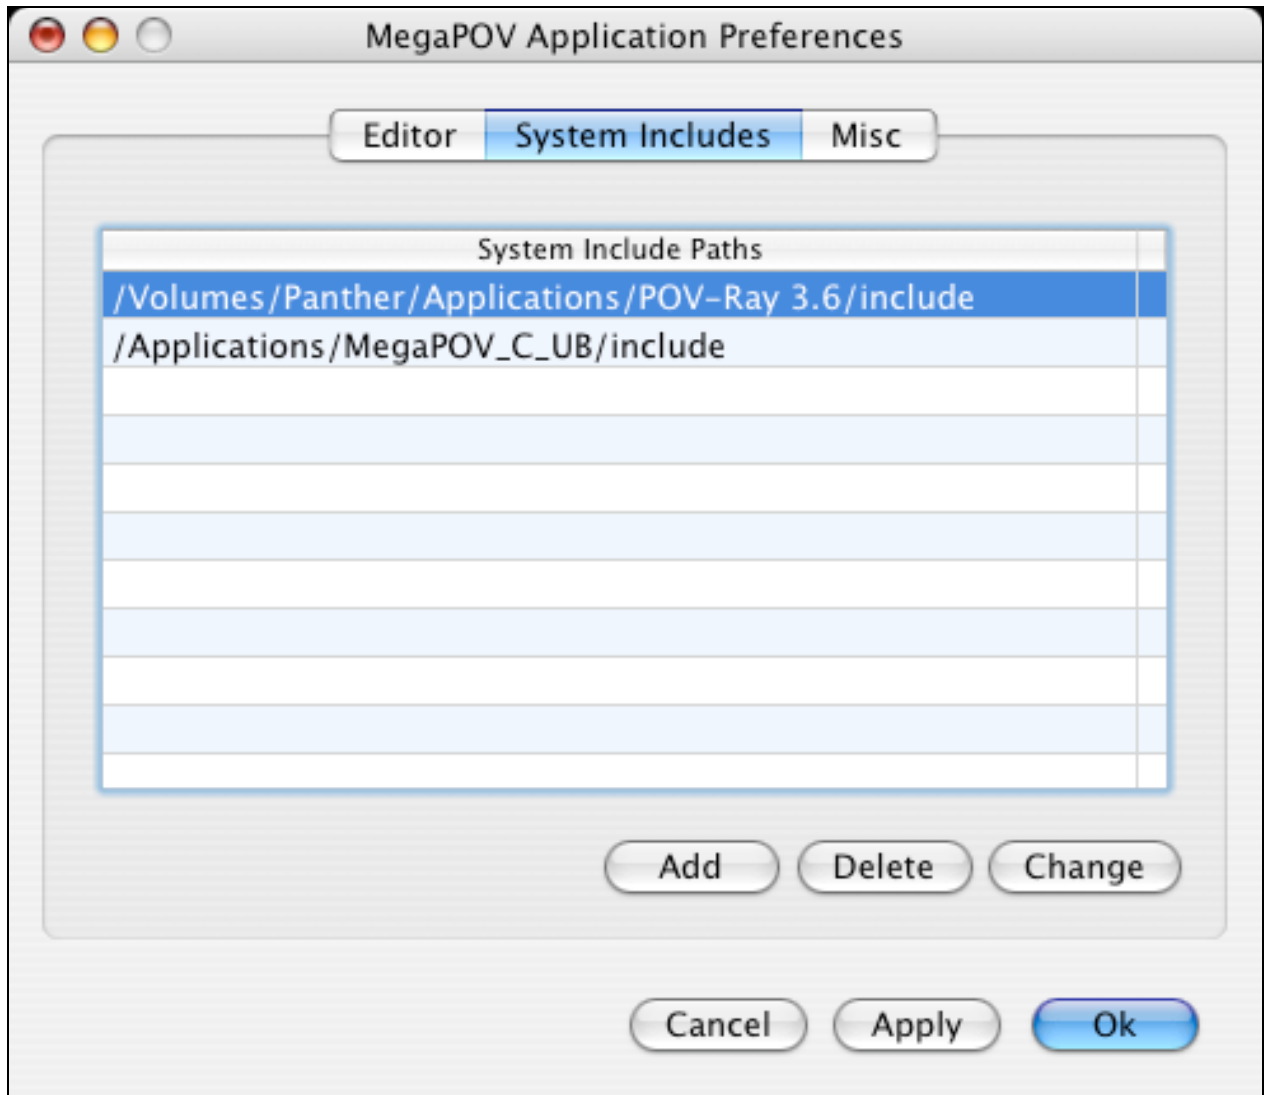 MegaPOV Application Preferences
Editor System Includes Misc
System Include Paths
/Volumes/Panther/Applications/POV-Ray 3.6/include
/Applications/MegaPOV_C_UB/include
Add Delete Change
Cancel Apply Ok